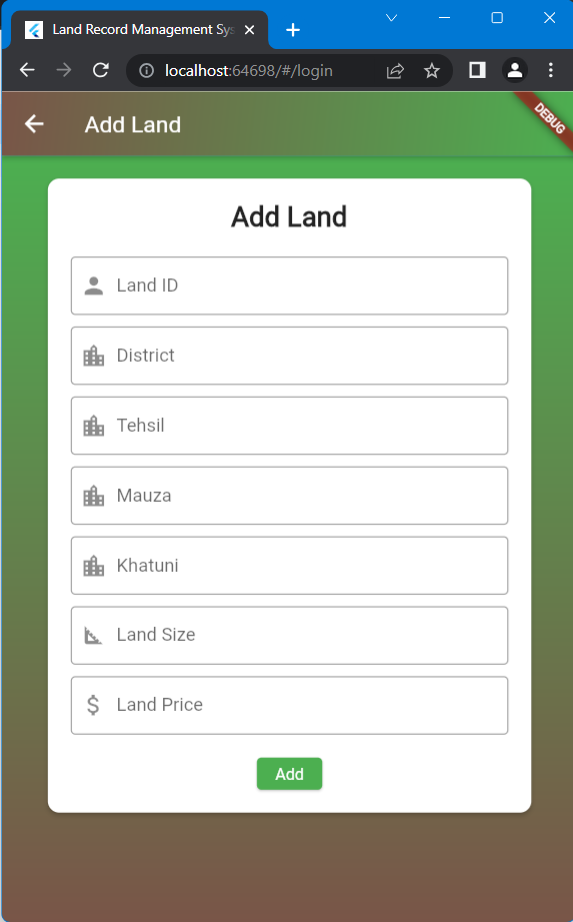 Land Record Management Sys
localhost:64698/#/login
Add Land
DEBUG
Add Land
Land ID
District
Tehsil
Mauza
Khatuni
Land Size
$ Land Price
Add